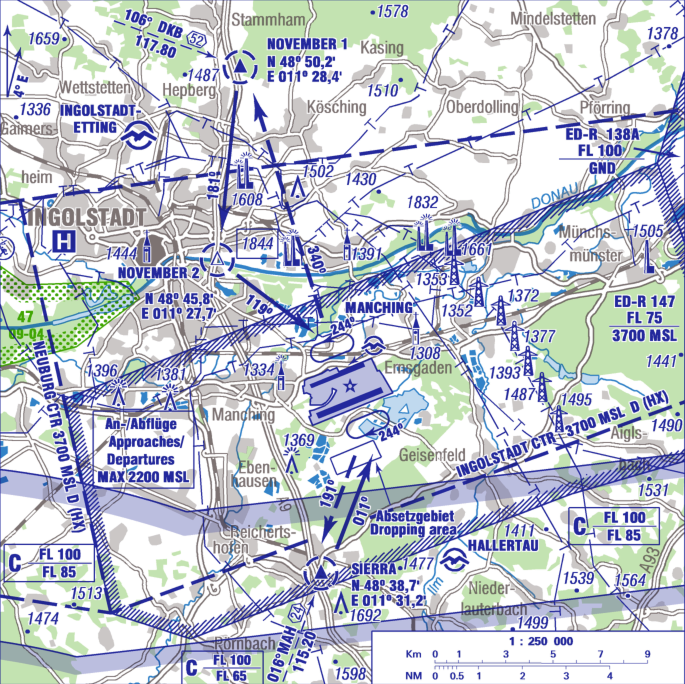 106° DKB 52
117.80
Stammham
1578
Mindelstetten
1659
NOVEMBER 1
N 48° 50,2'
E 011° 28,4'
Kasing
1378
4° E
1487
Wettstetten
Hepberg
1510
1336
INGOLSTADT-
ETTING
Kösching
Oberdolling
Pförring
Gaimers-
ED-R 138A
FL 100
GND
heim
181°
1502
1608
1430
DONAU
INGOLSTADT
1832
H
1444
1844
340°
1391
1661
Münchs-
münster
1505
NOVEMBER 2
N 48° 45,8'
E 011° 27,7'
119°
1353
1352
MANCHING
1372
ED-R 147
FL 75
3700 MSL
47
09-04
244°
1308
1377
Ernsgaden
1441
1396
1381
1334
1393
1487
1495
NEUBURG CTR 3700 MSL D (HX)
An-/Abflüge
Approaches/
Departures
MAX 2200 MSL
Manching
244°
1490
INGOLSTADT CTR 3700 MSL D (HX)
Aigls-
bach
1369
Eben-
hausen
Geisenfeld
191°
011°
A9
1531
Absetzgebiet
Dropping area
Reicherts-
hofen
1411
C FL 100
FL 85
C FL 100
FL 85
HALLERTAU
A93
SIERRA
N 48° 38,7'
E 011° 31,2'
1477
Ilm
1539
1564
1513
1474
Nieder-
lauterbach
1692
016° MAH 24
115.20
1499
Rörnbach
C FL 100
FL 65
1598
1 : 250 000
Km 0 1 3 5 7 9
NM 0 0.5 1 2 3 4